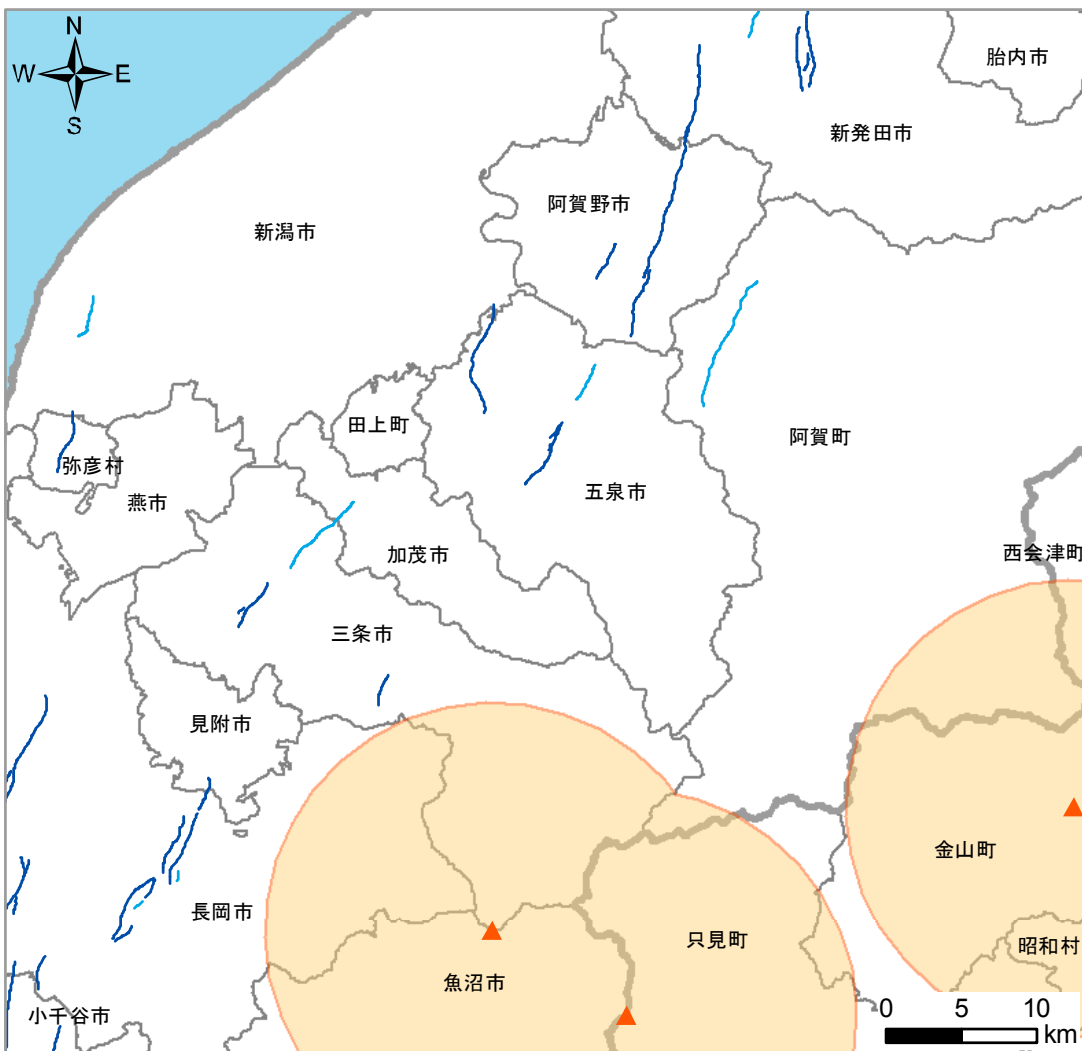 N
W
E
S
胎内市
新発田市
阿賀野市
新潟市
田上町
阿賀町
弥彦村
燕市
五泉市
加茂市
西会津町
三条市
見附市
金山町
長岡市
只見町
昭和村
魚沼市
小千谷市
0 5 10
km